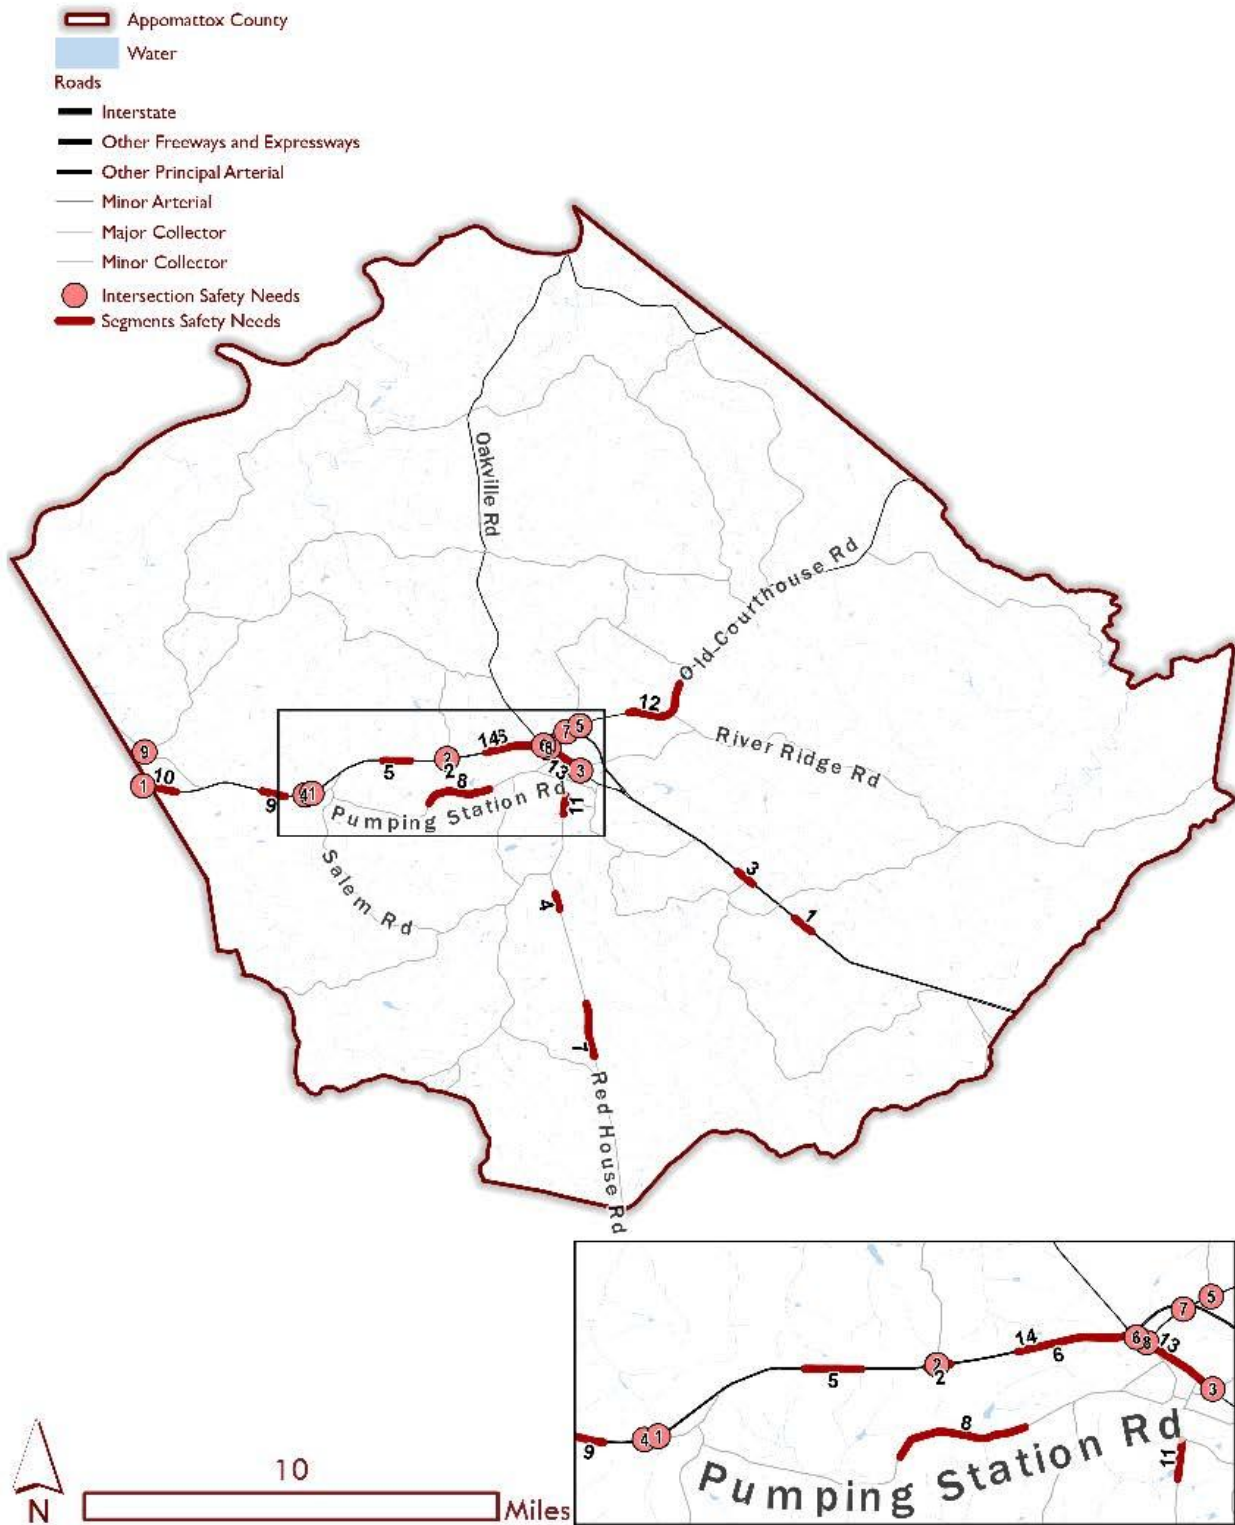 Appomattox County
Water
Roads
Interstate
Other Freeways and Expressways
Other Principal Arterial
Minor Arterial
Major Collector
Minor Collector
Intersection Safety Needs
Segments Safety Needs
Oakville Rd
Old Courthouse Rd
12
River Ridge Rd
9
1
10
9
41
5
2
2
145
68
7
5
13
3
8
11
Pumping Station Rd
Salem Rd
3
1
4
7
Red House Rd
5
7
6
8
13
14
6
2
2
5
3
4
1
9
8
11
Pumping Station Rd
10
N
Miles